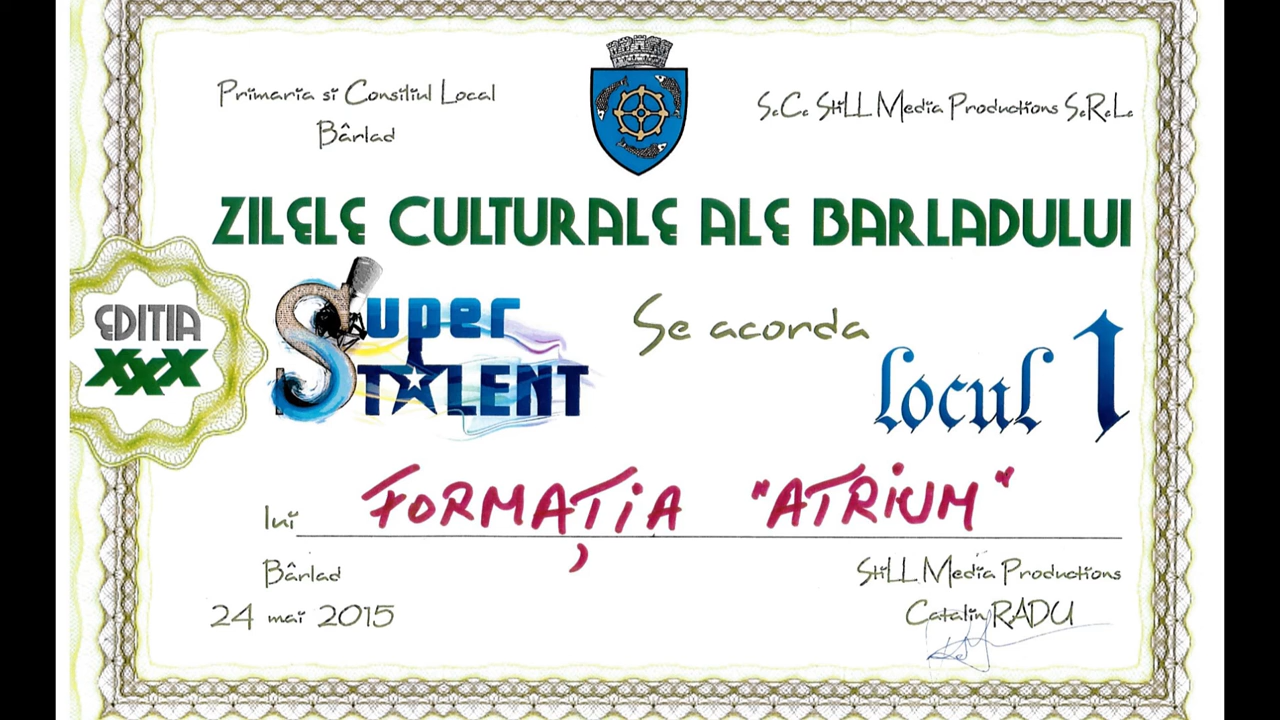 Primaria si Consiliul Local
Bârlad
S.C. StiLL Media Productions S.R.L.
ZILELE CULTURALE ALE BARLADULUI
EDITIA
XXX
Super
TALENT
Se acorda
locul 1
lui FORMAȚIA "ATRIUM"
Bârlad
24 mai 2015
StiLL Media Productions
Catalin RADU